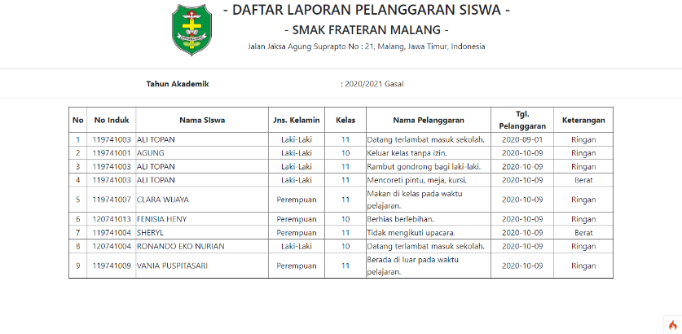 - DAFTAR LAPORAN PELANGGARAN SISWA -
- SMAK FRATERAN MALANG -
Jalan Jaksa Agung Suprapto No : 21, Malang, Jawa Timur, Indonesia
Tahun Akademik : 2020/2021 Gasal
No No Induk Nama Siswa Jns. Kelamin Kelas Nama Pelanggaran Tgl. Pelanggaran Keterangan
1 119741003 ALI TOPAN Laki-Laki 11 Datang terlambat masuk sekolah. 2020-09-01 Ringan
2 119741001 AGUNG Laki-Laki 10 Keluar kelas tanpa izin. 2020-10-09 Ringan
3 119741003 ALI TOPAN Laki-Laki 11 Rambut gondrong bagi laki-laki. 2020-10-09 Ringan
4 119741003 ALI TOPAN Laki-Laki 11 Mencoreti pintu, meja, kursi. 2020-10-09 Berat
5 119741007 CLARA WIJAYA Perempuan 11 Makan di kelas pada waktu pelajaran. 2020-10-09 Ringan
6 120741013 FENISIA HENY Perempuan 10 Berhias berlebihan. 2020-10-09 Ringan
7 119741004 SHERYL Perempuan 11 Tidak mengikuti upacara. 2020-10-09 Berat
8 120741004 RONANDO EKO NURIAN Laki-Laki 10 Datang terlambat masuk sekolah. 2020-10-09 Ringan
9 119741009 VANIA PUSPITASARI Perempuan 11 Berada di luar pada waktu pelajaran. 2020-10-09 Ringan